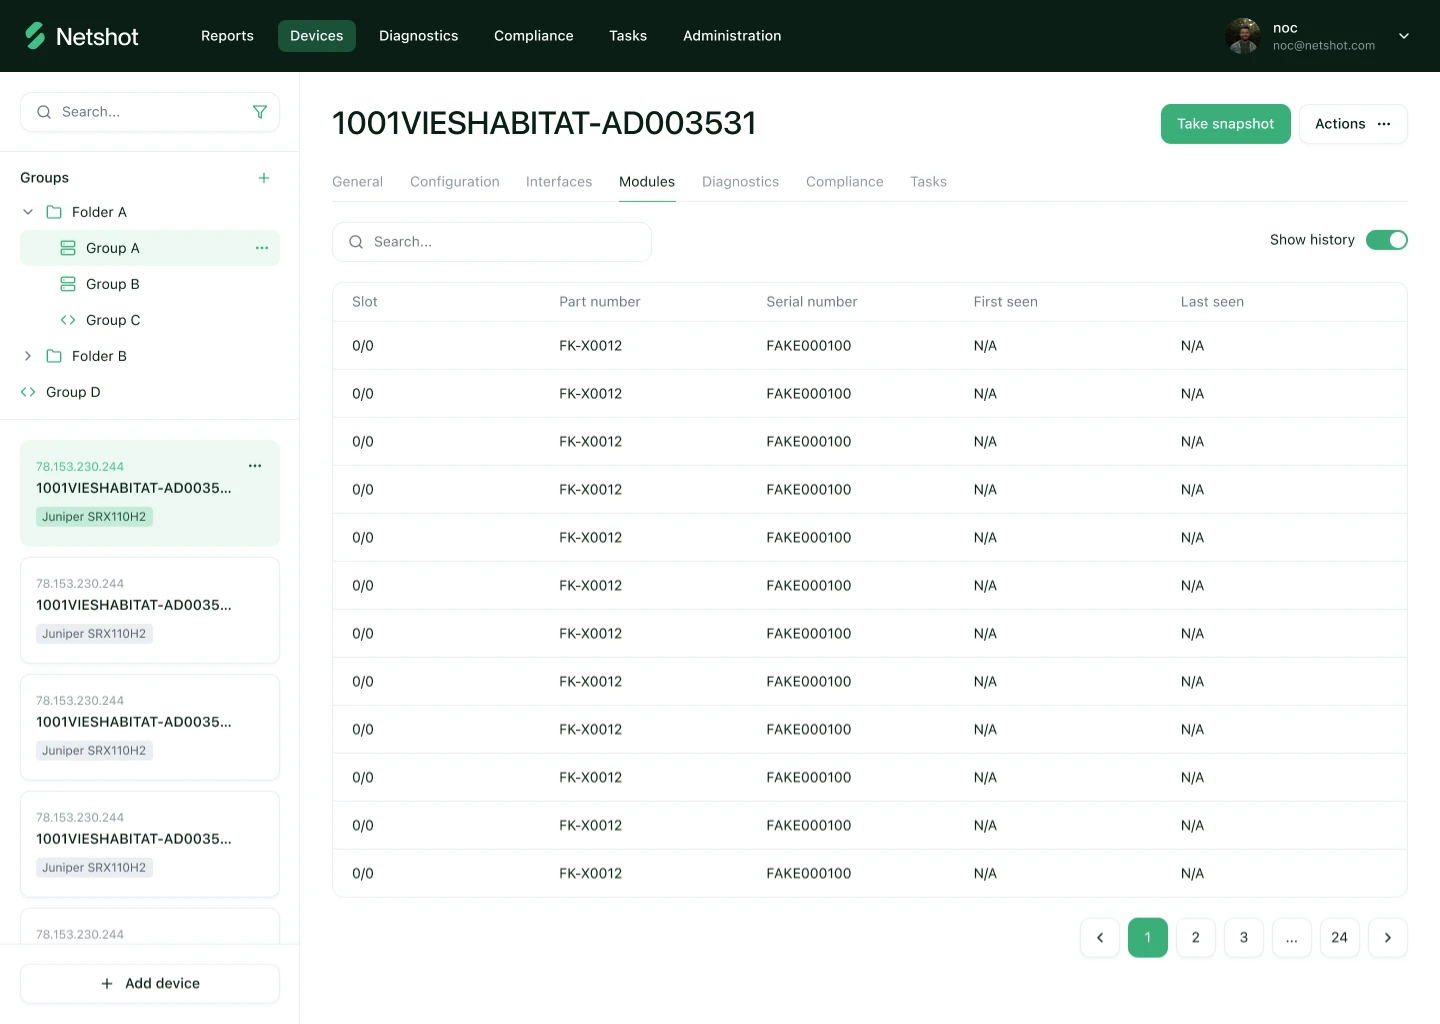 Netshot
Reports Devices Diagnostics Compliance Tasks Administration
noc
noc@netshot.com
Search...
Groups
Folder A
Group A
Group B
Group C
Folder B
Group D
78.153.230.244
1001VIESHABITAT-AD0035...
Juniper SRX110H2
78.153.230.244
1001VIESHABITAT-AD0035...
Juniper SRX110H2
78.153.230.244
1001VIESHABITAT-AD0035...
Juniper SRX110H2
78.153.230.244
1001VIESHABITAT-AD0035...
Juniper SRX110H2
78.153.230.244
Add device
1001VIESHABITAT-AD003531
Take snapshot
Actions
General Configuration Interfaces Modules Diagnostics Compliance Tasks
Search...
Show history
Slot Part number Serial number First seen Last seen
0/0 FK-X0012 FAKE000100 N/A N/A
0/0 FK-X0012 FAKE000100 N/A N/A
0/0 FK-X0012 FAKE000100 N/A N/A
0/0 FK-X0012 FAKE000100 N/A N/A
0/0 FK-X0012 FAKE000100 N/A N/A
0/0 FK-X0012 FAKE000100 N/A N/A
0/0 FK-X0012 FAKE000100 N/A N/A
0/0 FK-X0012 FAKE000100 N/A N/A
0/0 FK-X0012 FAKE000100 N/A N/A
0/0 FK-X0012 FAKE000100 N/A N/A
0/0 FK-X0012 FAKE000100 N/A N/A
0/0 FK-X0012 FAKE000100 N/A N/A
1 2 3 ... 24